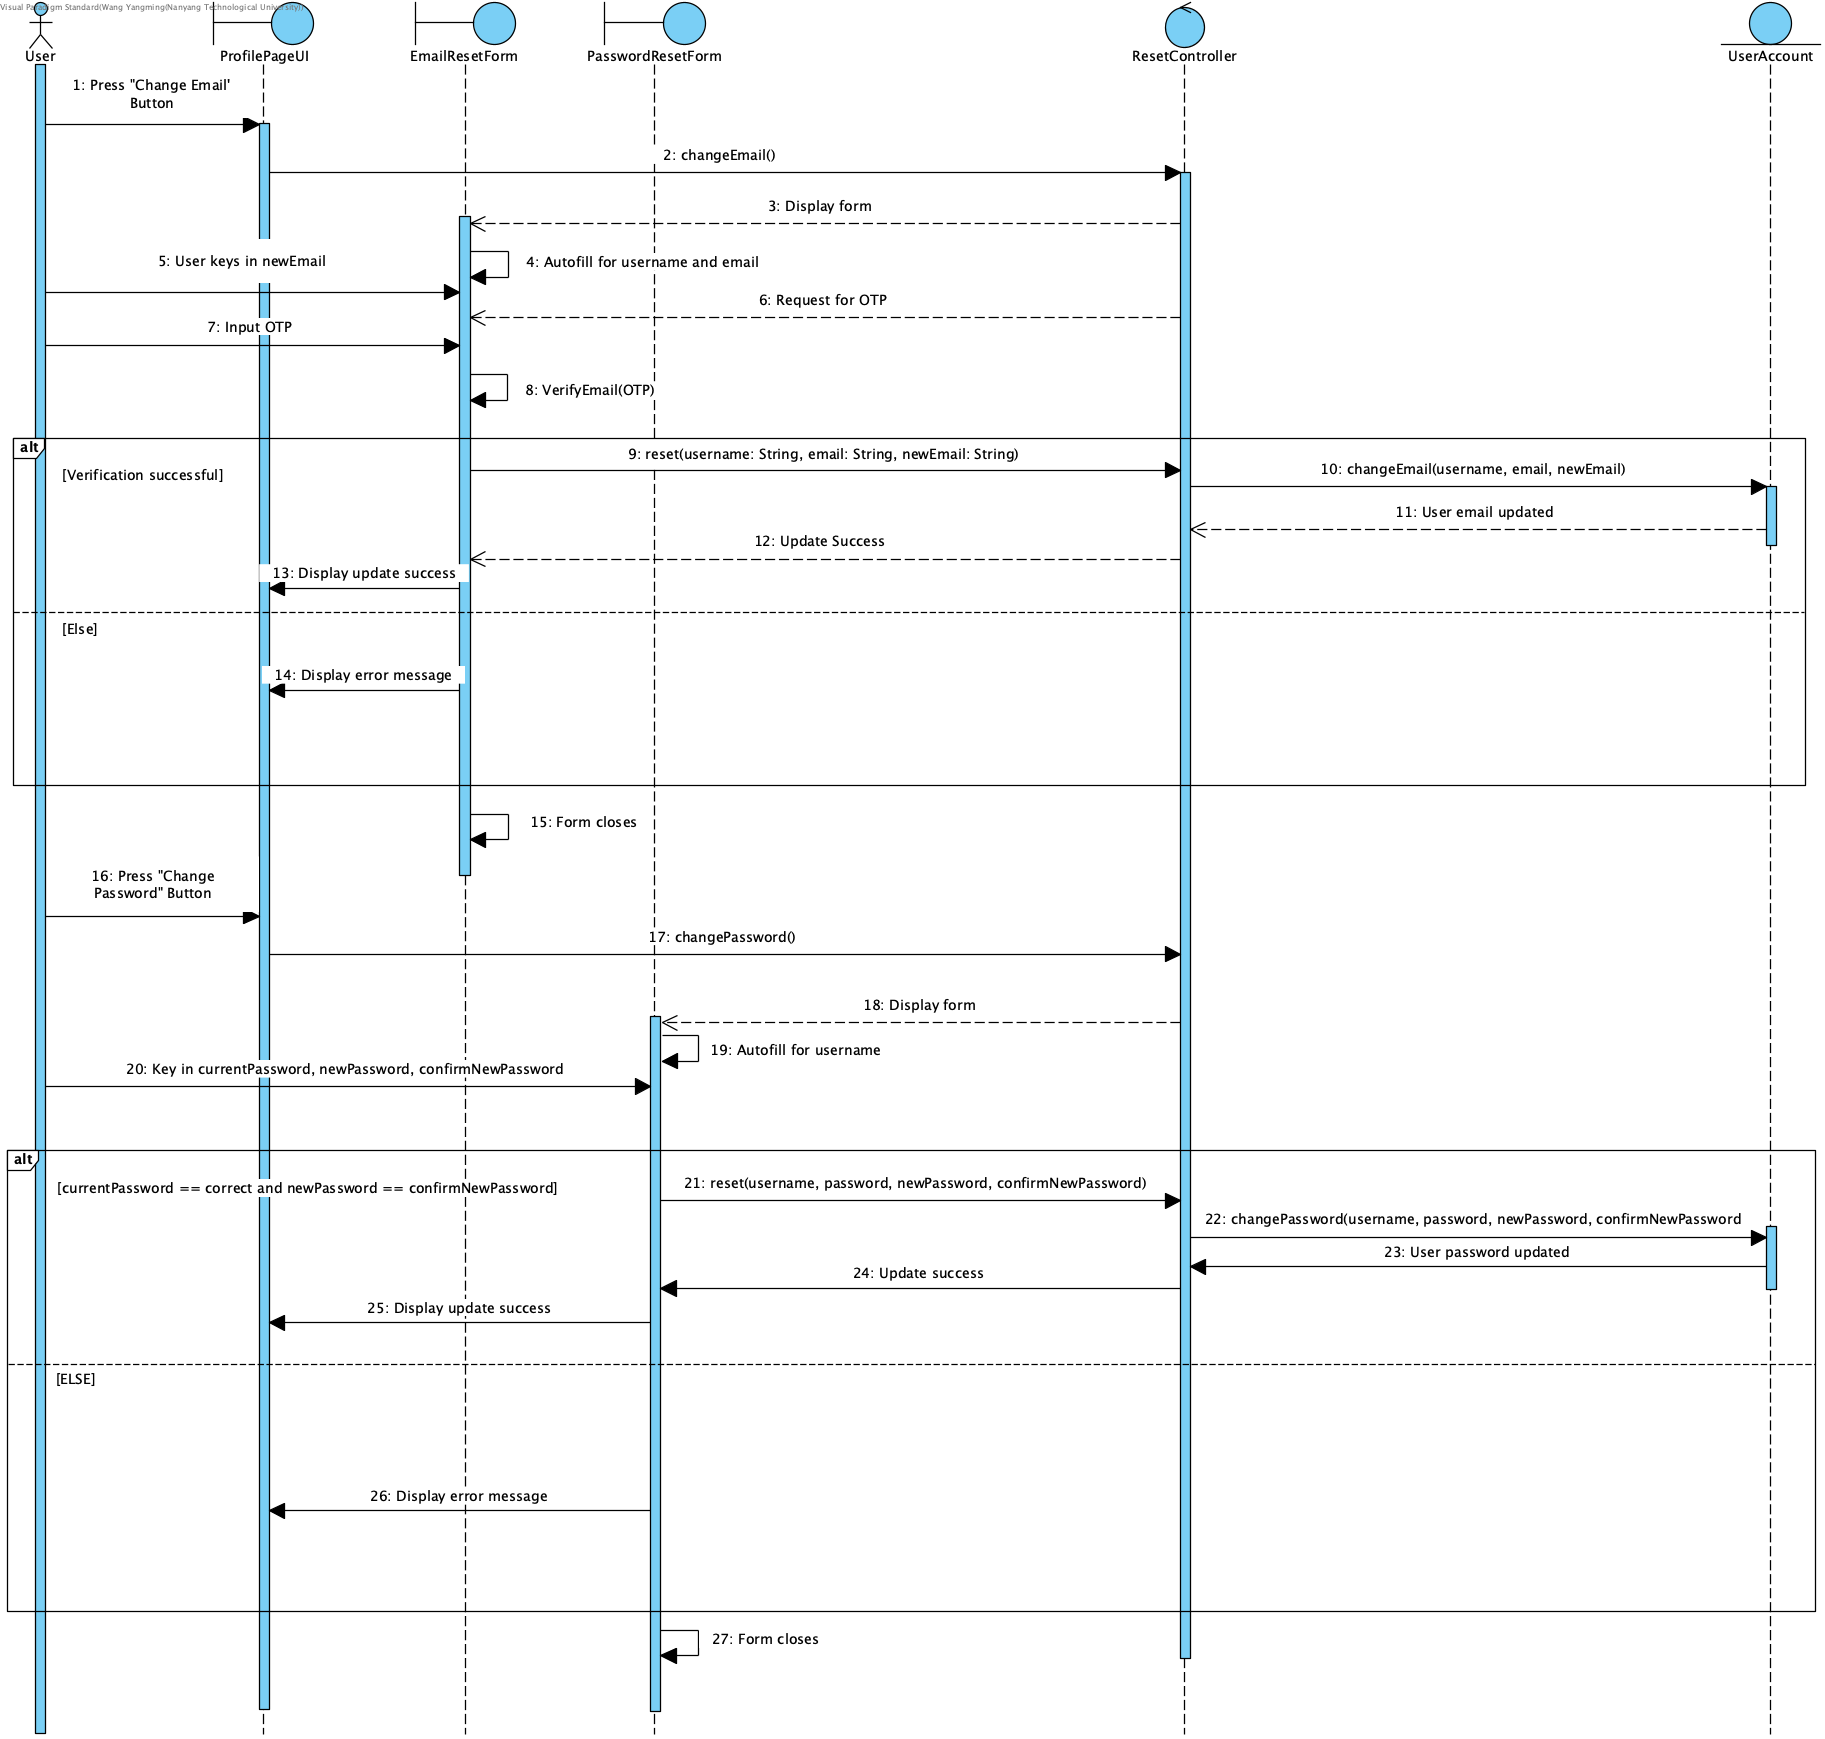 Visual Paradigm Standard(Wang Yangming(Nanyang Technological University))
User
ProfilePageUI
EmailResetForm
PasswordResetForm
ResetController
UserAccount
1: Press "Change Email'
Button
2: changeEmail()
3: Display form
4: Autofill for username and email
5: User keys in newEmail
6: Request for OTP
7: Input OTP
8: VerifyEmail(OTP)
alt
[Verification successful]
9: reset(username: String, email: String, newEmail: String)
10: changeEmail(username, email, newEmail)
11: User email updated
12: Update Success
13: Display update success
[Else]
14: Display error message
15: Form closes
16: Press "Change
Password" Button
17: changePassword()
18: Display form
19: Autofill for username
20: Key in currentPassword, newPassword, confirmNewPassword
alt
[currentPassword == correct and newPassword == confirmNewPassword]
21: reset(username, password, newPassword, confirmNewPassword)
22: changePassword(username, password, newPassword, confirmNewPassword
23: User password updated
24: Update success
25: Display update success
[ELSE]
26: Display error message
27: Form closes